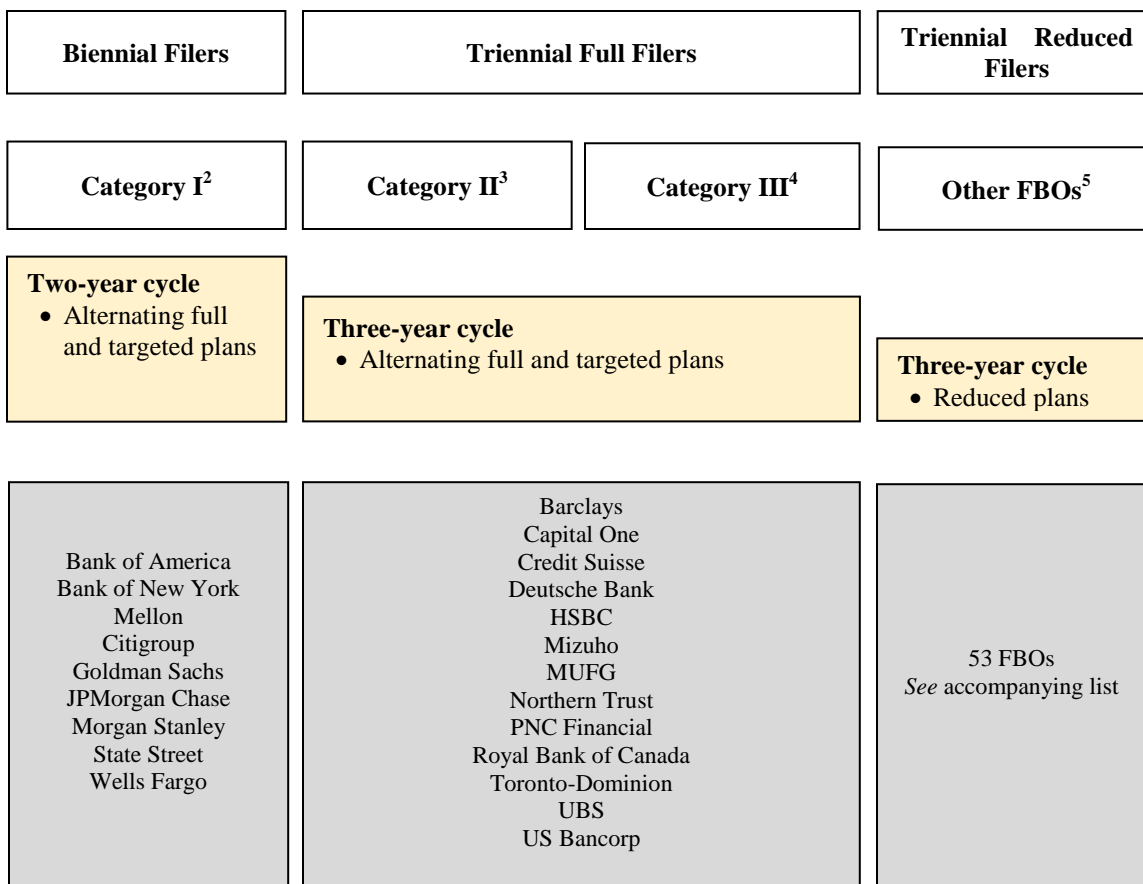 Biennial Filers
Triennial Full Filers
Triennial Reduced
Filers
Category I2
Category II3
Category III4
Other FBOs5
Two-year cycle
• Alternating full
and targeted plans
Three-year cycle
• Alternating full and targeted plans
Three-year cycle
• Reduced plans
Bank of America
Bank of New York
Mellon
Citigroup
Goldman Sachs
JPMorgan Chase
Morgan Stanley
State Street
Wells Fargo
Barclays
Capital One
Credit Suisse
Deutsche Bank
HSBC
Mizuho
MUFG
Northern Trust
PNC Financial
Royal Bank of Canada
Toronto-Dominion
UBS
US Bancorp
53 FBOs
See accompanying list